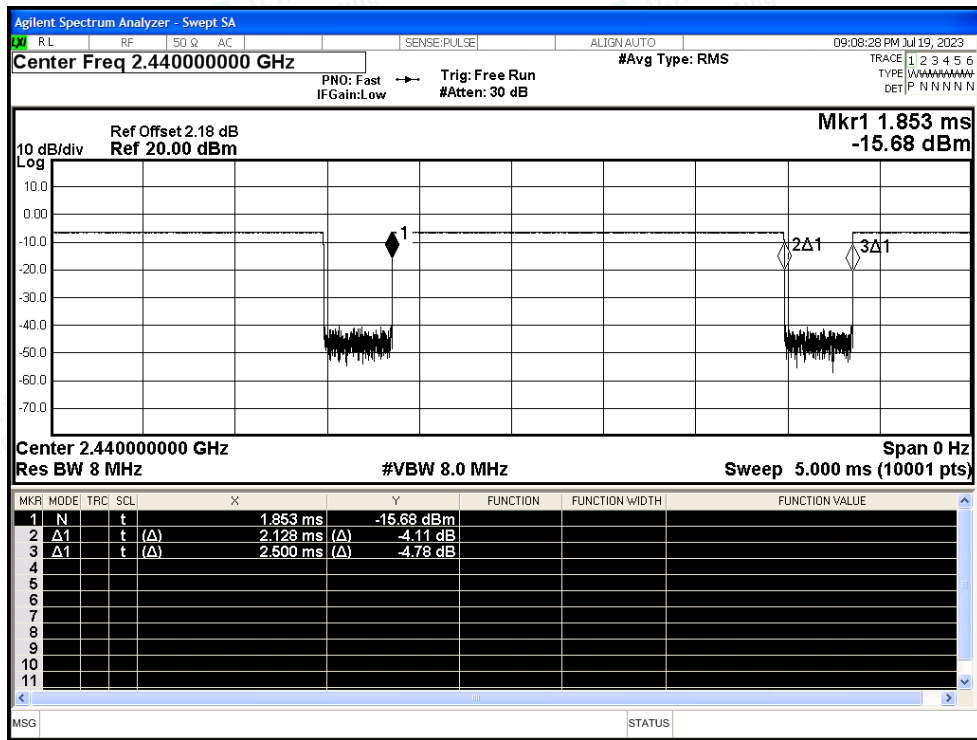 Agilent Spectrum Analyzer - Swept SA
LXI RL RF 50 Ω AC SENSE:PULSE ALIGN AUTO 09:08:28 PM Jul 19, 2023
Center Freq 2.440000000 GHz #Avg Type: RMS TRACE 1 2 3 4 5 6
PNO: Fast Trig: Free Run TYPE
IFGain:Low #Atten: 30 dB DET P N N N N N
Mkr1 1.853 ms
Ref Offset 2.18 dB
10 dB/div Ref 20.00 dBm -15.68 dBm
Log
10.0
0.00
-10.0
-20.0
-30.0
-40.0
-50.0
-60.0
-70.0
1
2Δ1
3Δ1
Center 2.440000000 GHz Span 0 Hz
Res BW 8 MHz #VBW 8.0 MHz Sweep 5.000 ms (10001 pts)
MKR MODE TRC SCL X Y FUNCTION FUNCTION WIDTH FUNCTION VALUE
1 N t 1.853 ms -15.68 dBm
2 Δ1 t (Δ) 2.128 ms (Δ) -4.11 dB
3 Δ1 t (Δ) 2.500 ms (Δ) -4.78 dB
4
5
6
7
8
9
10
11
MSG STATUS